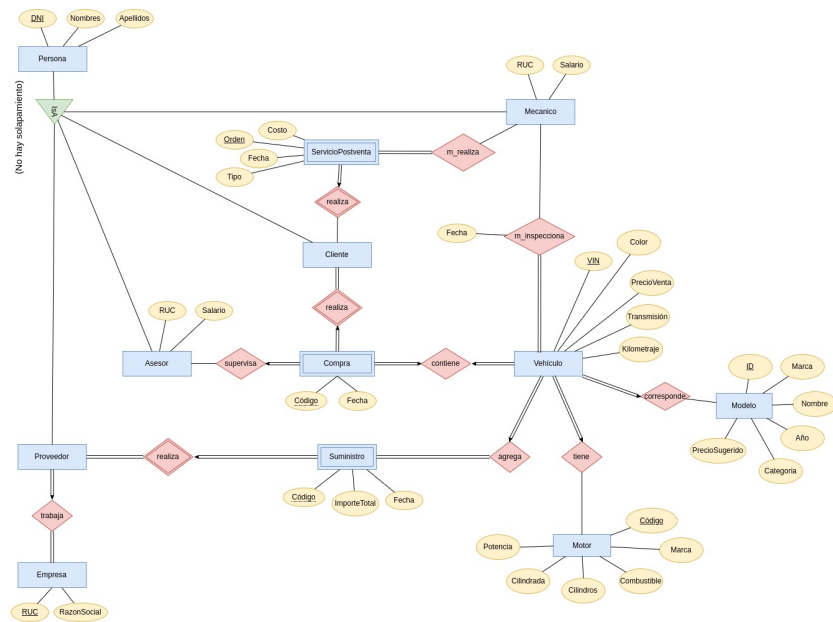 DNI
Nombres
Apellidos
Persona
(No hay solapamiento)
IsA
RUC
Salario
Mecanico
Costo
Orden
Fecha
Tipo
ServicioPostventa
m_realiza
realiza
Fecha
m_inspecciona
Cliente
VIN
Color
PrecioVenta
Transmisión
Kilometraje
realiza
RUC
Salario
Asesor
supervisa
Compra
contiene
Vehículo
Código
Fecha
ID
Marca
corresponde
Modelo
Nombre
Año
PrecioSugerido
Categoria
Proveedor
realiza
Suministro
agrega
tiene
Código
ImporteTotal
Fecha
trabaja
Código
Potencia
Motor
Marca
Cilindrada
Cilindros
Combustible
Empresa
RUC
RazonSocial